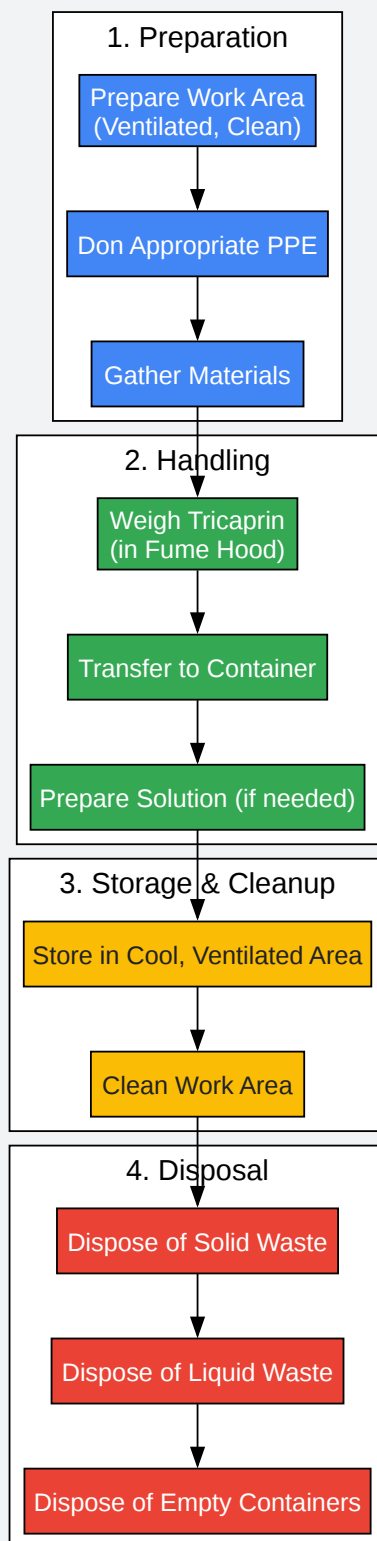 1. Preparation
Prepare Work Area
(Ventilated, Clean)
Don Appropriate PPE
Gather Materials
2. Handling
Weigh Tricaprin
(in Fume Hood)
Transfer to Container
Prepare Solution (if needed)
3. Storage & Cleanup
Store in Cool, Ventilated Area
Clean Work Area
4. Disposal
Dispose of Solid Waste
Dispose of Liquid Waste
Dispose of Empty Containers